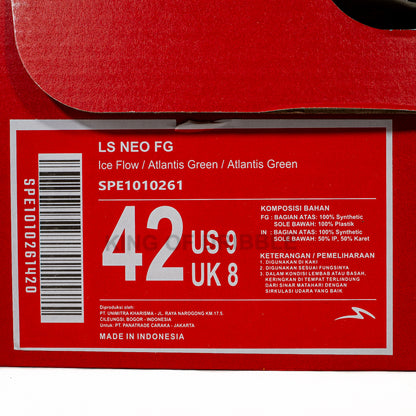 LS NEO FG
Ice Flow / Atlantis Green / Atlantis Green
SPE1010261
SPE1010261420
42 US 9
UK 8
KOMPOSISI BAHAN
FG : BAGIAN ATAS: 100% Synthetic
SOLE BAWAH: 100% Plastik
IN : BAGIAN ATAS: 100% Synthetic
SOLE BAWAH: 50% IP, 50% Karet
KETERANGAN / PEMELIHARAAN
1. DIGUNAKAN DI KAKI
2. DIGUNAKAN SESUAI FUNGSINYA
3. DALAM KONDISI LEMBAB ATAU BASAH,
KERINGKAN DI TEMPAT TERLINDUNG
DARI SINAR MATAHARI DENGAN
SIRKULASI UDARA YANG BAIK
Diproduksi oleh:
PT. UNIMITRA KHARISMA - JL. RAYA NAROGONG KM.17.5,
CILEUNGSI, BOGOR - INDONESIA
Untuk: PT. PANATRADE CARAKA - JAKARTA
MADE IN INDONESIA